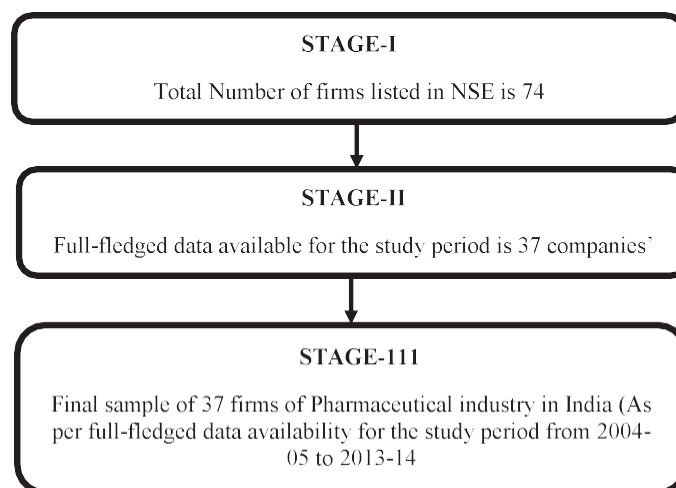 STAGE-I
Total Number of firms listed in NSE is 74
STAGE-II
Full-fledged data available for the study period is 37 companies’
STAGE-111
Final sample of 37 firms of Pharmaceutical industry in India (As
per full-fledged data availability for the study period from 2004-
05 to 2013-14